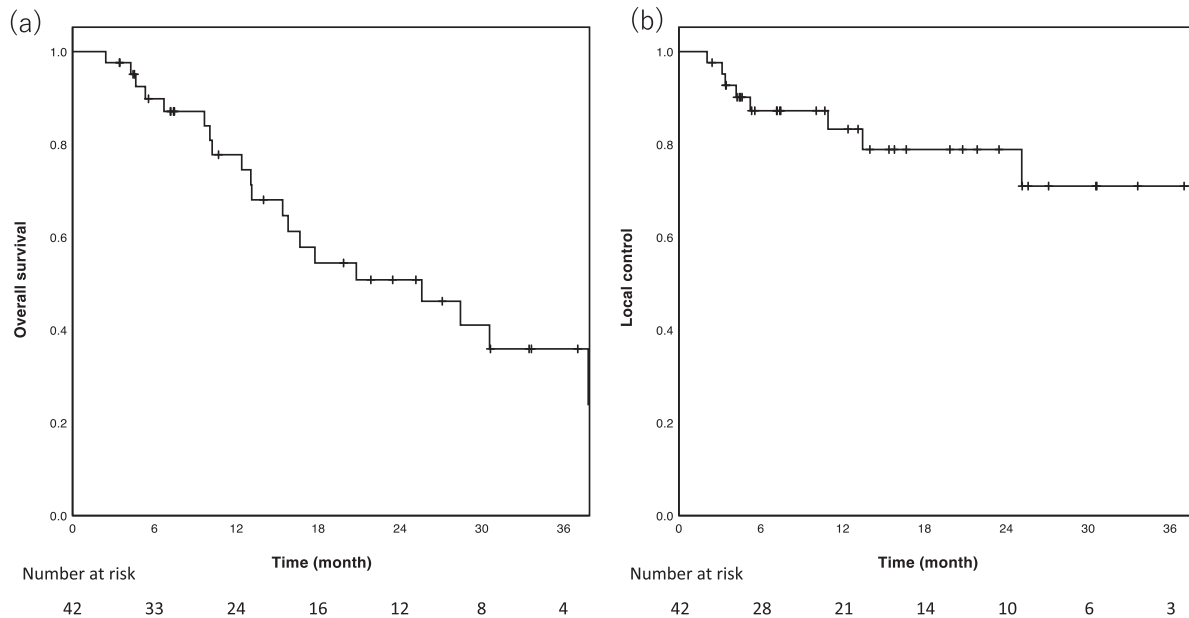 (a)
Overall survival
1.0
0.8
0.6
0.4
0.2
0.0
0 6 12 18 24 30 36
Time (month)
Number at risk
42 33 24 16 12 8 4
(b)
Local control
1.0
0.8
0.6
0.4
0.2
0.0
0 6 12 18 24 30 36
Time (month)
Number at risk
42 28 21 14 10 6 3